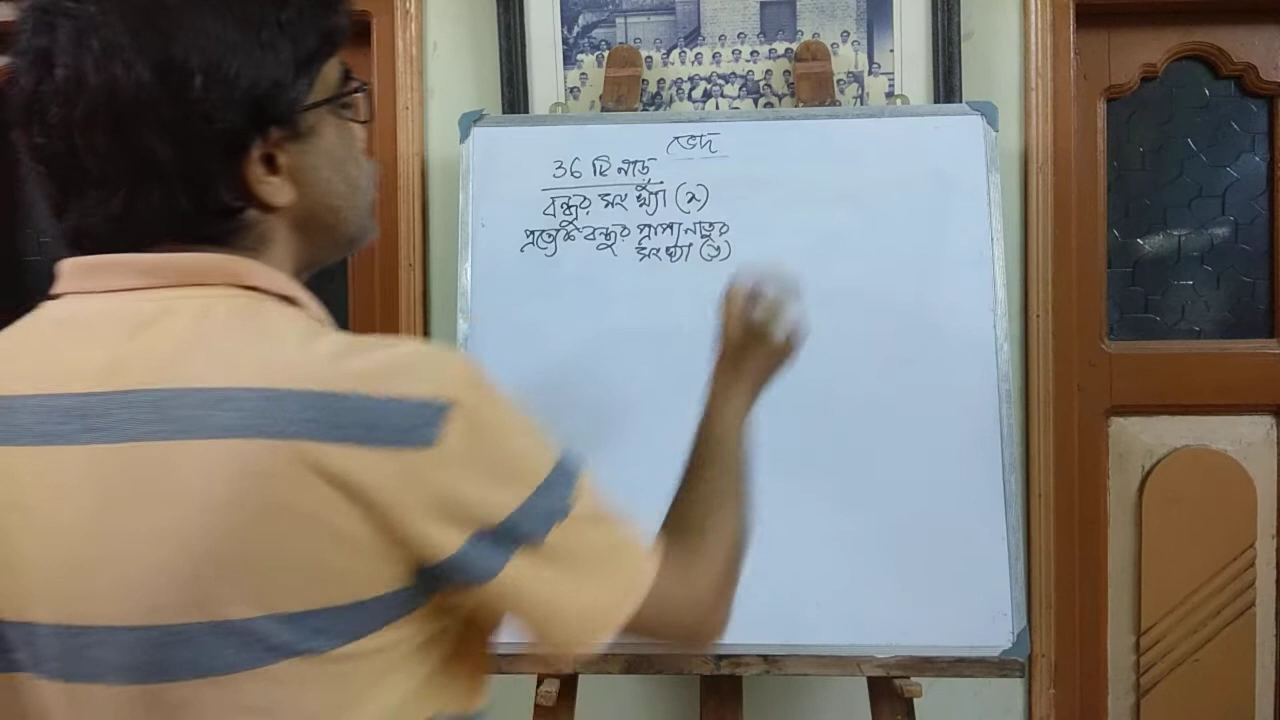 ভেদ
36 টি নাড়ু
বন্ধুর সংখ্যা (x)
প্রত্যেক বন্ধুর প্রাপ্য নাড়ুর
সংখ্যা (y)